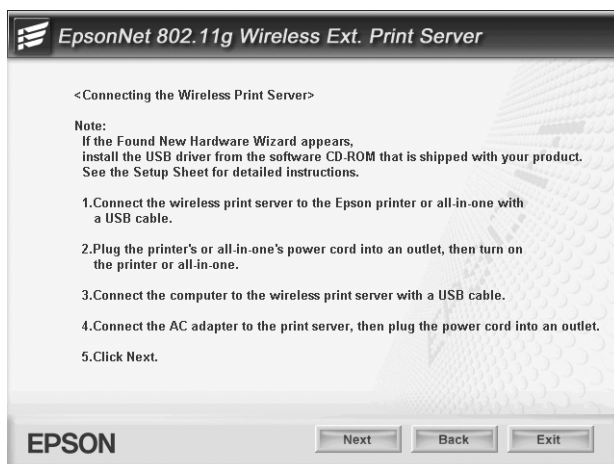 EpsonNet 802.11g Wireless Ext. Print Server
<Connecting the Wireless Print Server>
Note:
If the Found New Hardware Wizard appears,
install the USB driver from the software CD-ROM that is shipped with your product.
See the Setup Sheet for detailed instructions.
1.Connect the wireless print server to the Epson printer or all-in-one with
a USB cable.
2.Plug the printer's or all-in-one's power cord into an outlet, then turn on
the printer or all-in-one.
3.Connect the computer to the wireless print server with a USB cable.
4.Connect the AC adapter to the print server, then plug the power cord into an outlet.
5.Click Next.
EPSON
Next
Back
Exit